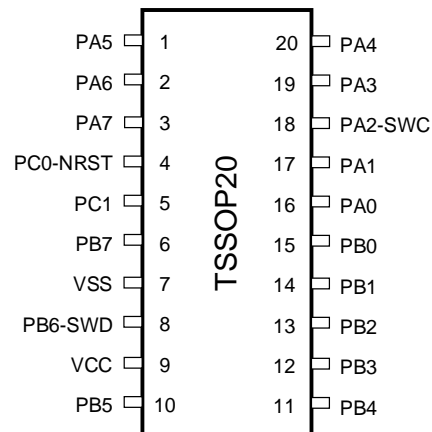 PA5 1 20 PA4
PA6 2 19 PA3
PA7 3 18 PA2-SWC
PC0-NRST 4 17 PA1
PC1 5 16 PA0
PB7 6 15 PB0
VSS 7 14 PB1
PB6-SWD 8 13 PB2
VCC 9 12 PB3
PB5 10 11 PB4
TSSOP20